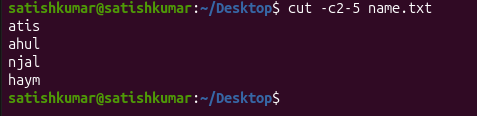 satishkumar@satishkumar:~/Desktop$ cut -c2-5 name.txt
atis
ahul
njal
haym
satishkumar@satishkumar:~/Desktop$